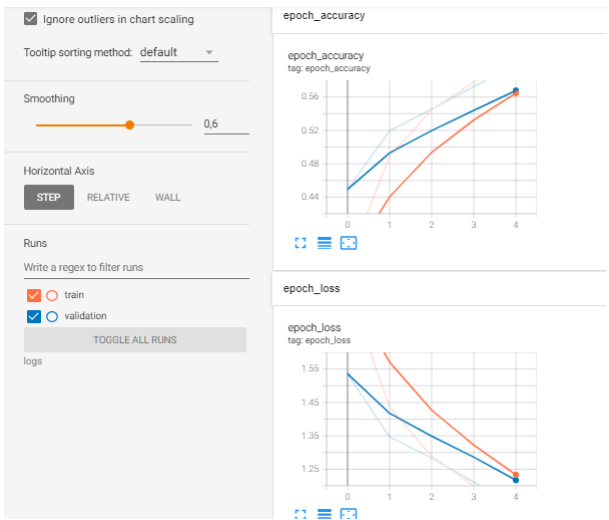 Ignore outliers in chart scaling
Tooltip sorting method: default
Smoothing
0,6
Horizontal Axis
STEP RELATIVE WALL
Runs
Write a regex to filter runs
train
validation
TOGGLE ALL RUNS
logs
epoch_accuracy
epoch_accuracy
tag: epoch_accuracy
0.56
0.52
0.48
0.44
0 1 2 3 4
epoch_loss
epoch_loss
tag: epoch_loss
1.55
1.45
1.35
1.25
0 1 2 3 4